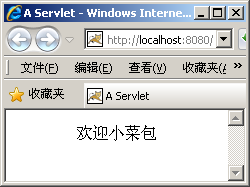 A Servlet - Windows Interne...
http://localhost:8080/
文件(F) 编辑(E) 查看(V) 收藏夹(A »
收藏夹 A Servlet
欢迎小菜包